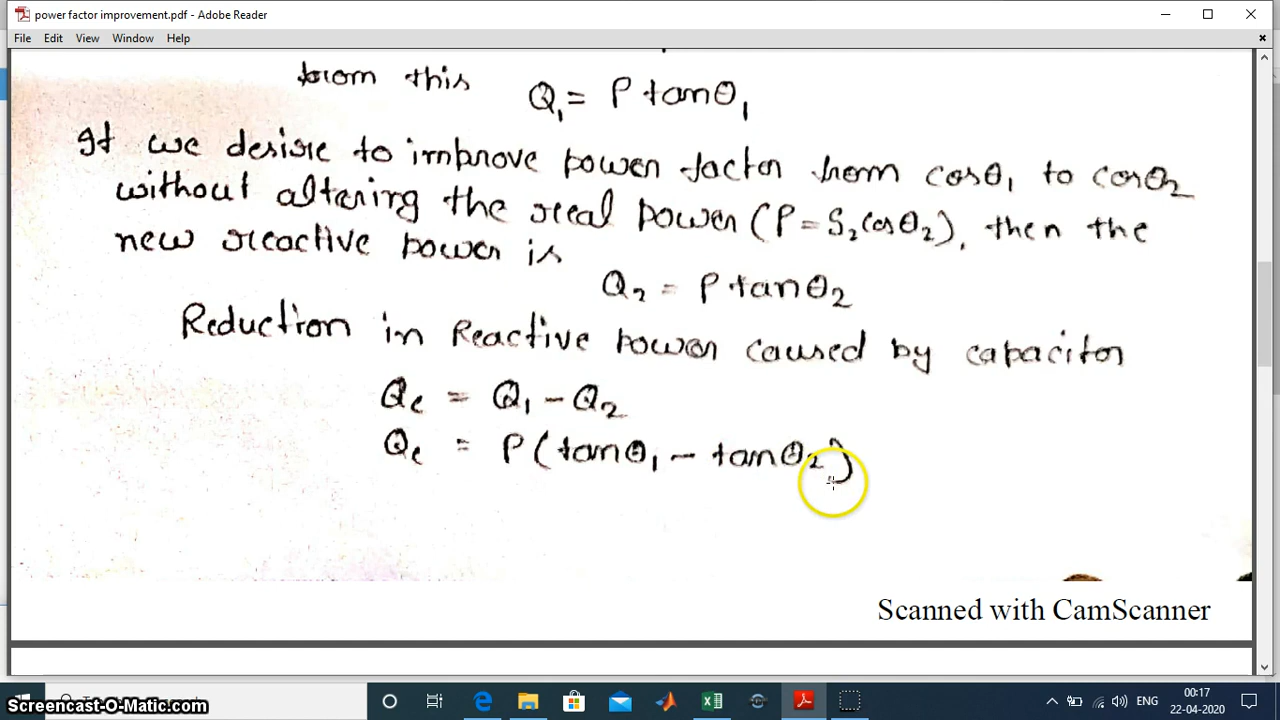 power factor improvement.pdf - Adobe Reader
File Edit View Window Help
from this Q₁ = P tanθ₁
If we desire to improve power factor from cosθ₁ to cosθ₂
without altering the real power (P = S₂cosθ₂), then the
new reactive power is
Q₂ = P tanθ₂
Reduction in Reactive power caused by capacitor
Qc = Q₁ - Q₂
Qc = P(tanθ₁ - tanθ₂)
Scanned with CamScanner
Screencast-O-Matic.com
ENG
00:17
22-04-2020